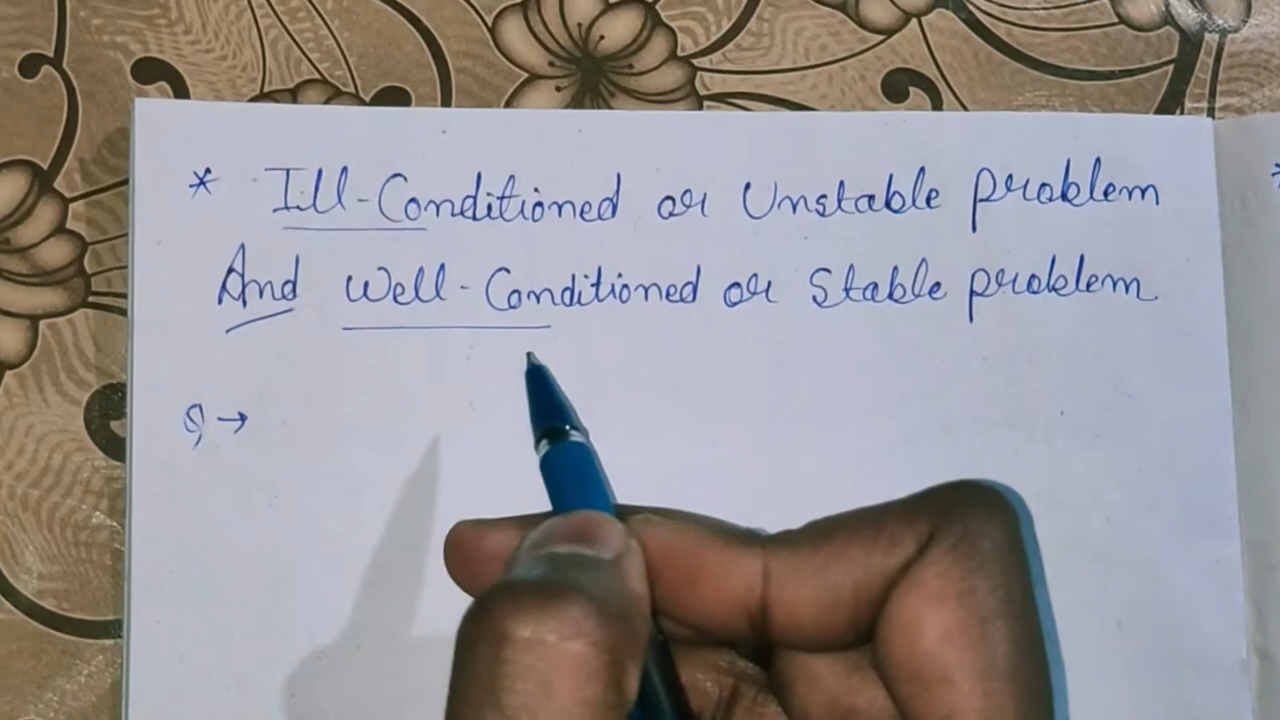 * Ill-Conditioned or Unstable problem
And Well-Conditioned or Stable problem
Q →